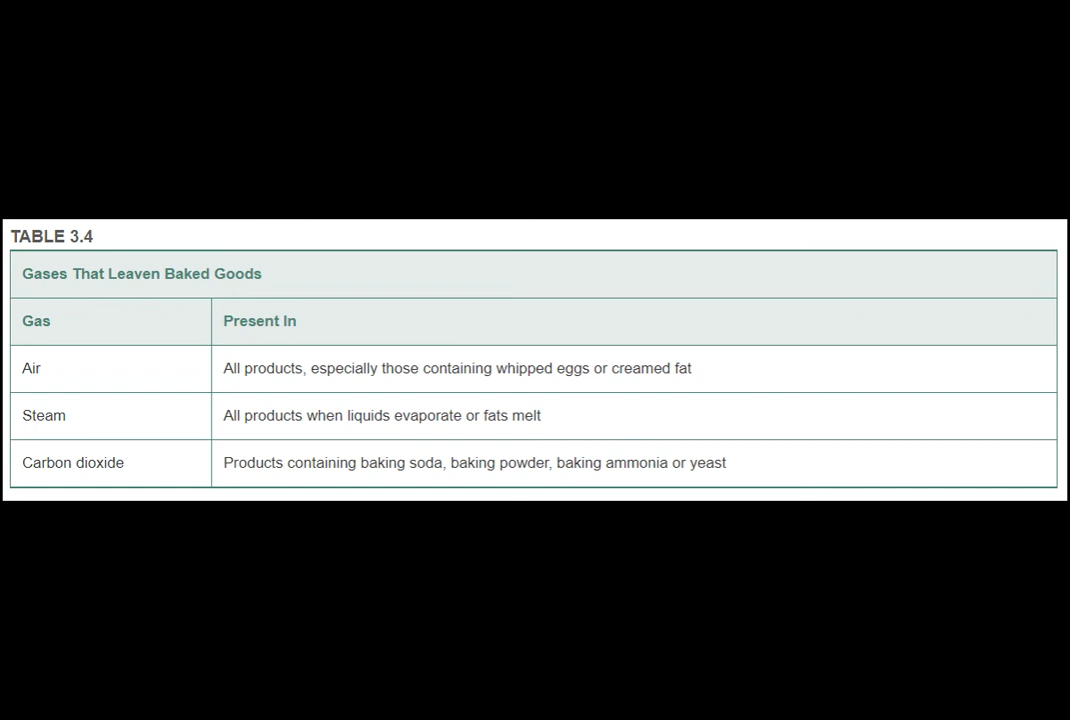 TABLE 3.4
Gases That Leaven Baked Goods
Gas Present In
Air All products, especially those containing whipped eggs or creamed fat
Steam All products when liquids evaporate or fats melt
Carbon dioxide Products containing baking soda, baking powder, baking ammonia or yeast